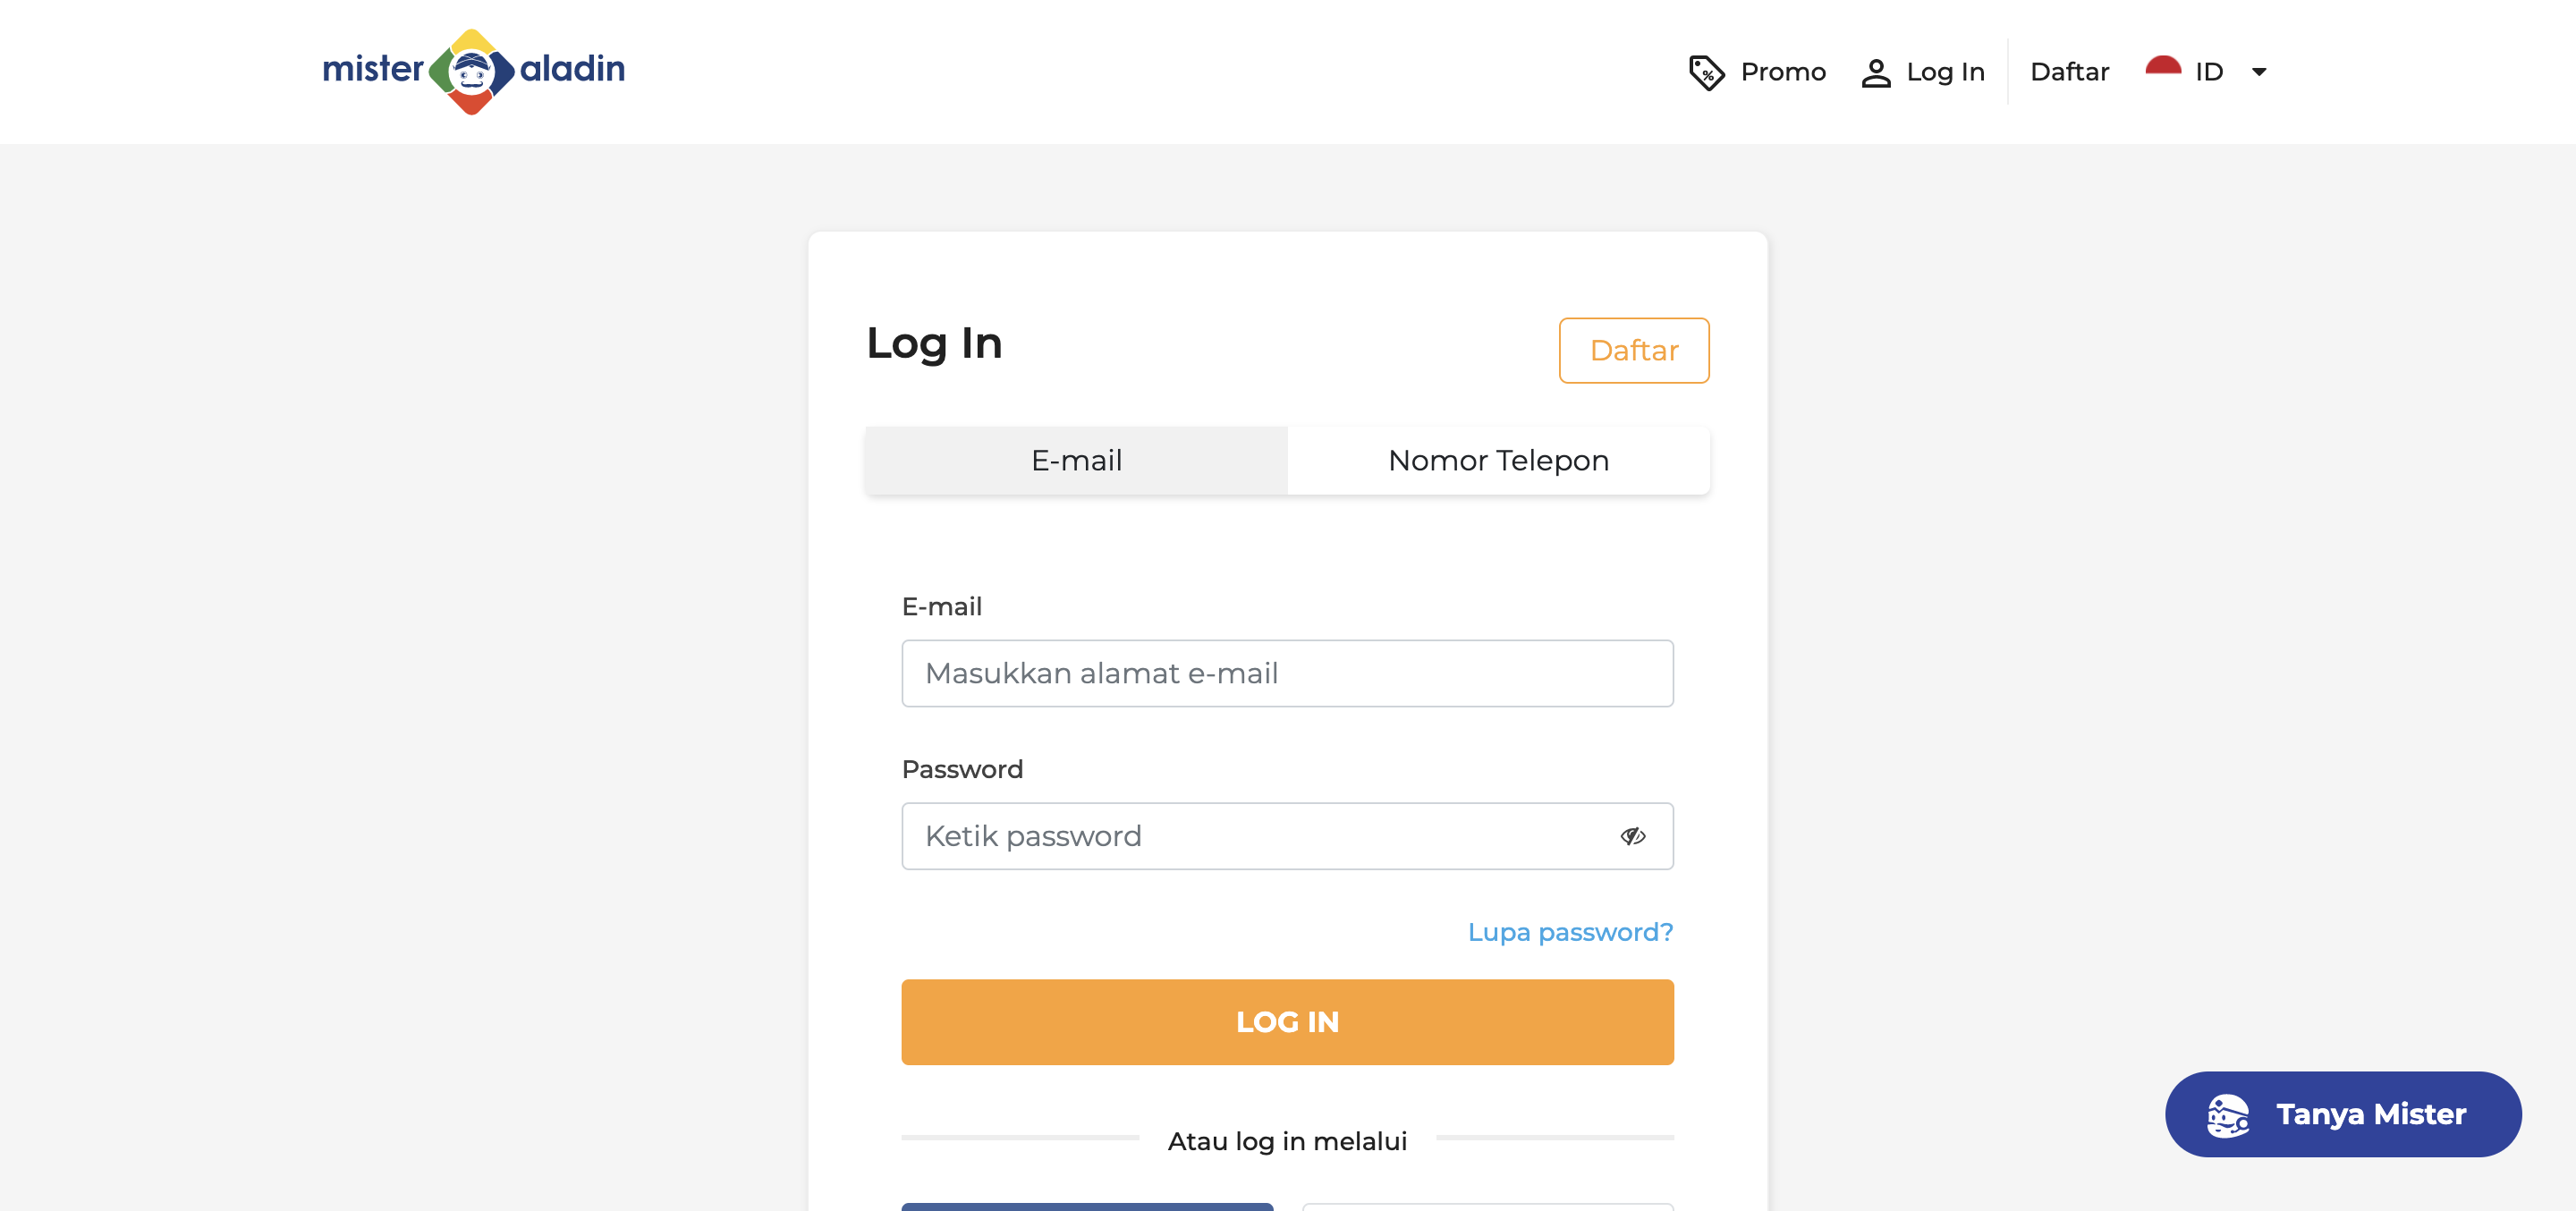 mister aladin
Promo
Log In
Daftar
ID
Log In
Daftar
E-mail
Nomor Telepon
E-mail
Masukkan alamat e-mail
Password
Ketik password
Lupa password?
LOG IN
Atau log in melalui
Tanya Mister